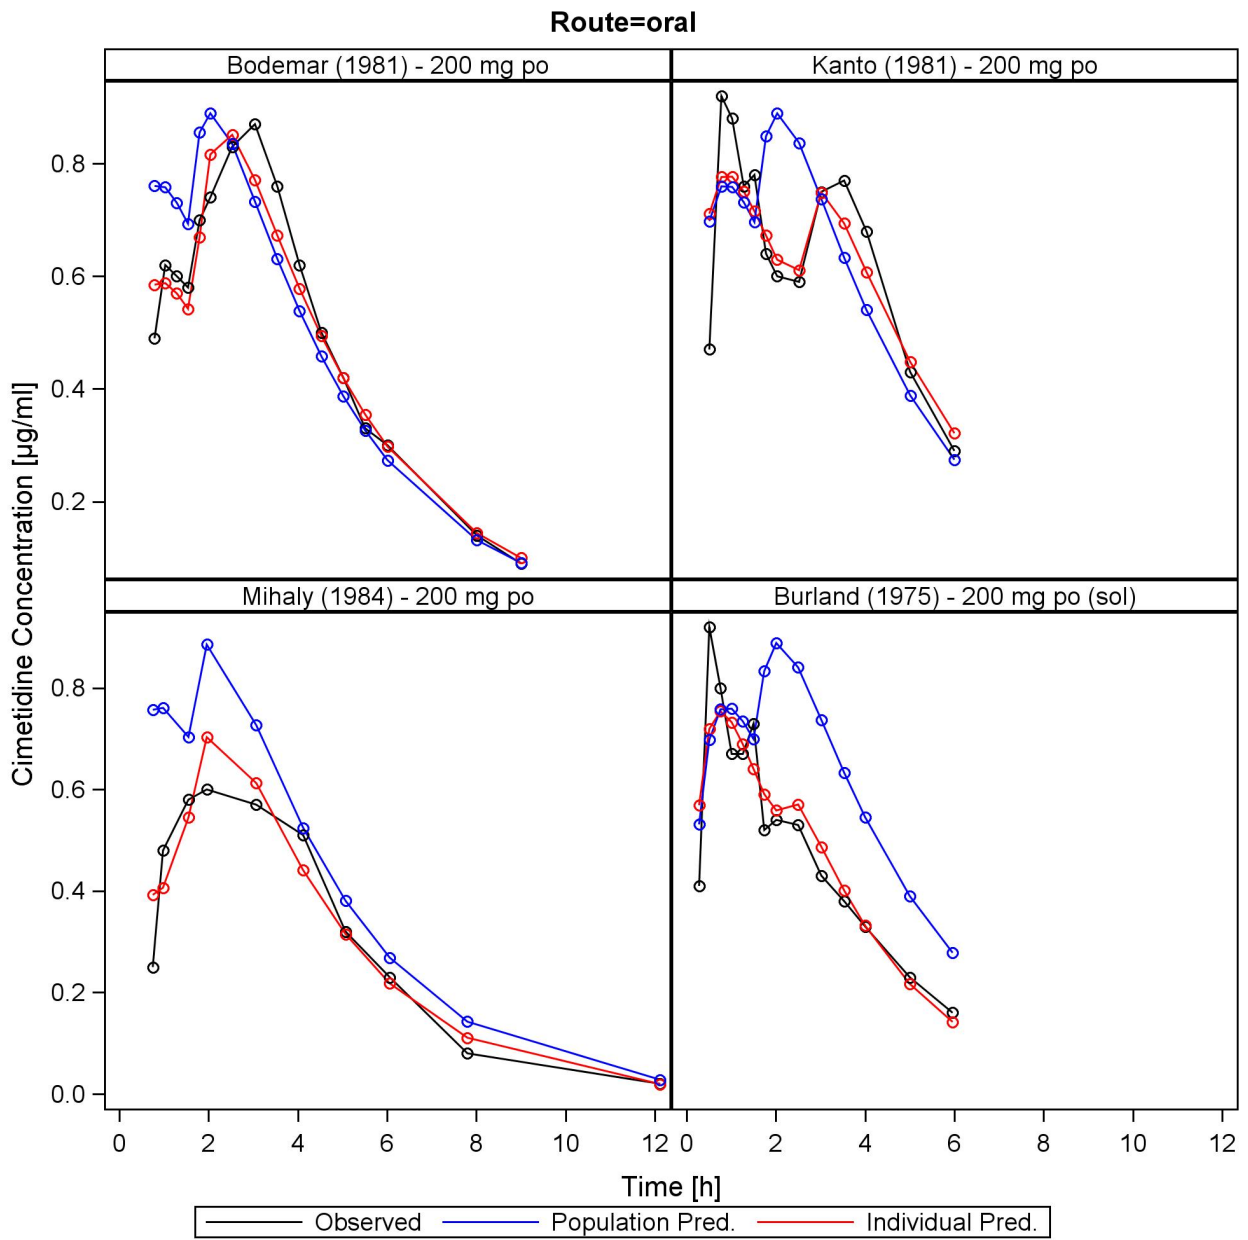 Route=oral
Bodemar (1981) - 200 mg po
Kanto (1981) - 200 mg po
0.8
0.6
0.4
0.2
Mihaly (1984) - 200 mg po
Burland (1975) - 200 mg po (sol)
0.8
0.6
0.4
0.2
0.0
Cimetidine Concentration [µg/ml]
0 2 4 6 8 10 12 0 2 4 6 8 10 12
Time [h]
Observed Population Pred. Individual Pred.